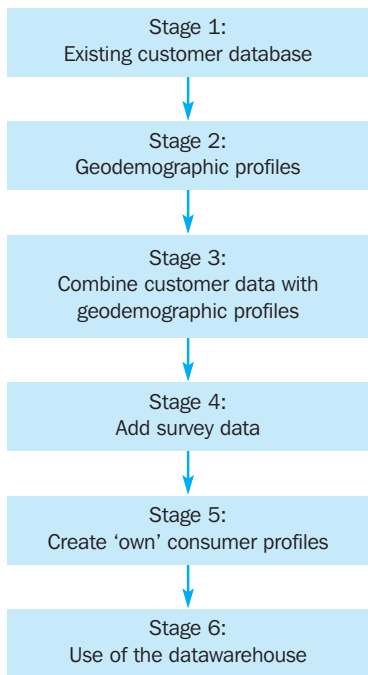 Stage 1:
Existing customer database
Stage 2:
Geodemographic profiles
Stage 3:
Combine customer data with
geodemographic profiles
Stage 4:
Add survey data
Stage 5:
Create ‘own’ consumer profiles
Stage 6:
Use of the datawarehouse